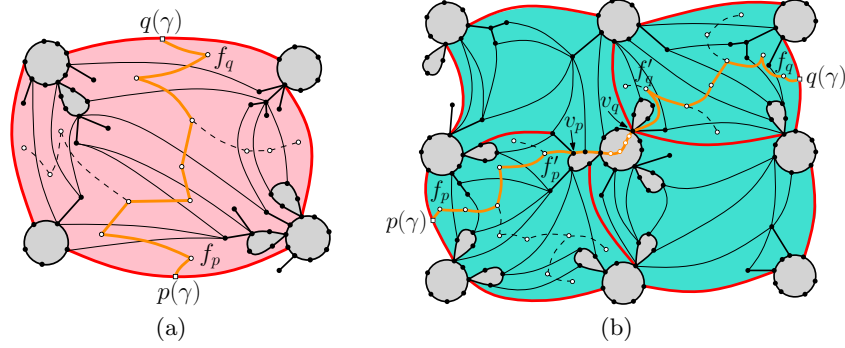 q(γ)
f_q
f_p
p(γ)
(a)
f_q
f'_q
q(γ)
v_q
v_p
f'_p
f_p
p(γ)
(b)